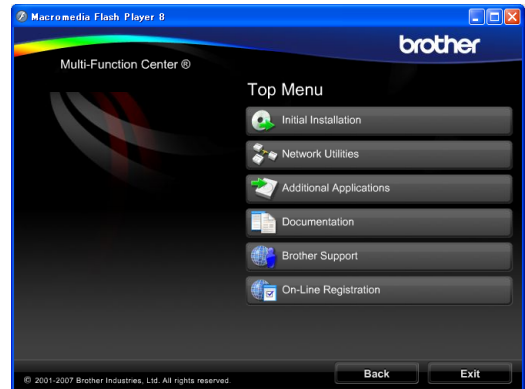 Macromedia Flash Player 8
brother
Multi-Function Center ®
Top Menu
Initial Installation
Network Utilities
Additional Applications
Documentation
Brother Support
On-Line Registration
© 2001-2007 Brother Industries, Ltd. All rights reserved.
Back
Exit